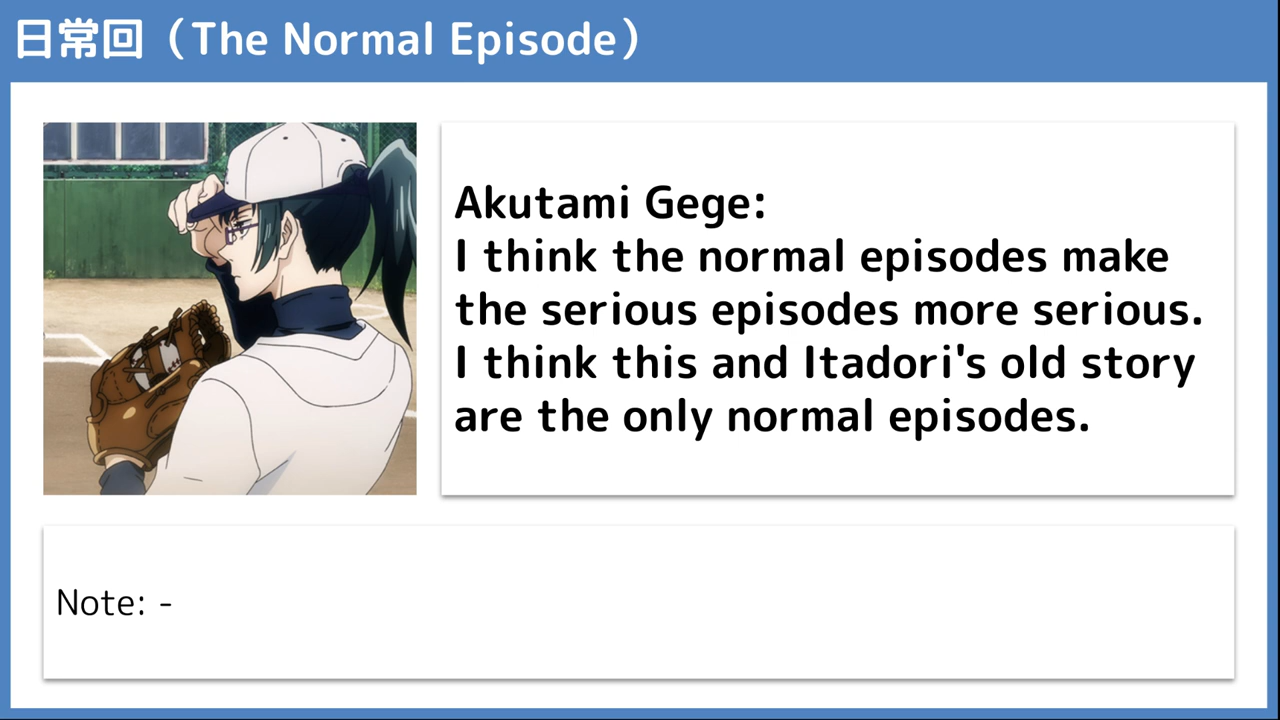 日常回（The Normal Episode）
Akutami Gege:
I think the normal episodes make
the serious episodes more serious.
I think this and Itadori's old story
are the only normal episodes.
Note: -